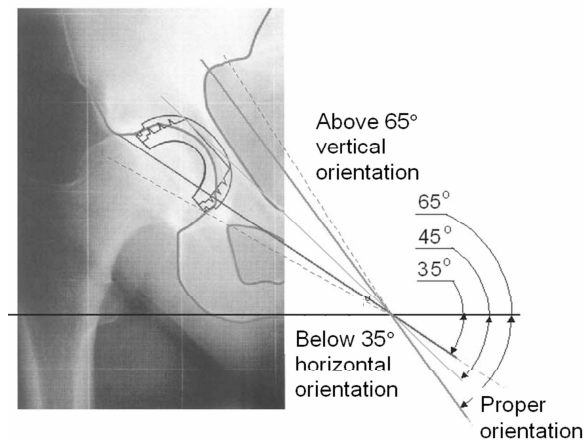 Above 65°
vertical
orientation
65°
45°
35°
Below 35°
horizontal
orientation
Proper
orientation